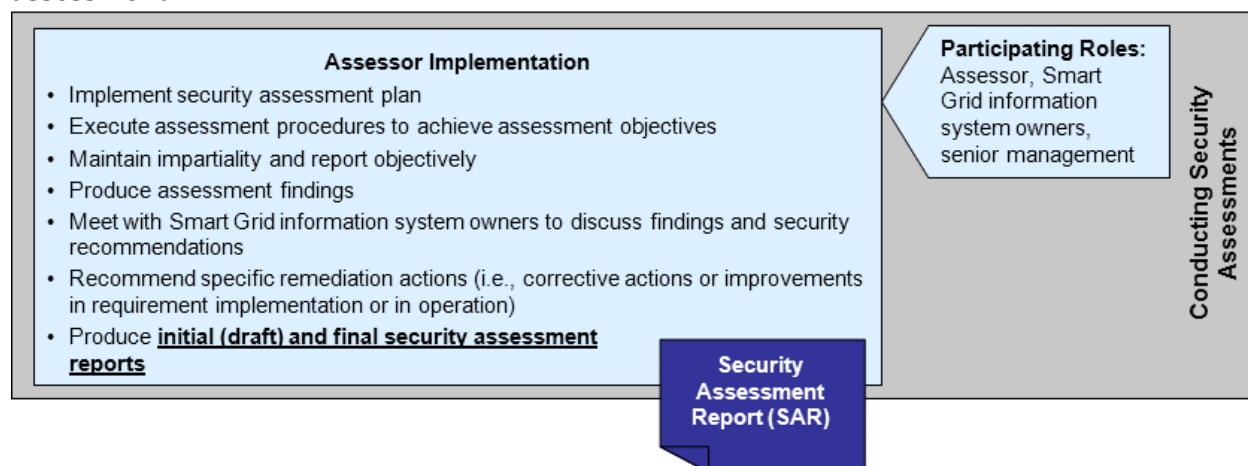 Assessor Implementation
• Implement security assessment plan
• Execute assessment procedures to achieve assessment objectives
• Maintain impartiality and report objectively
• Produce assessment findings
• Meet with Smart Grid information system owners to discuss findings and security
recommendations
• Recommend specific remediation actions (i.e., corrective actions or improvements
in requirement implementation or in operation)
• Produce initial (draft) and final security assessment
reports
Security
Assessment
Report (SAR)
Participating Roles:
Assessor, Smart
Grid information
system owners,
senior management
Conducting Security
Assessments